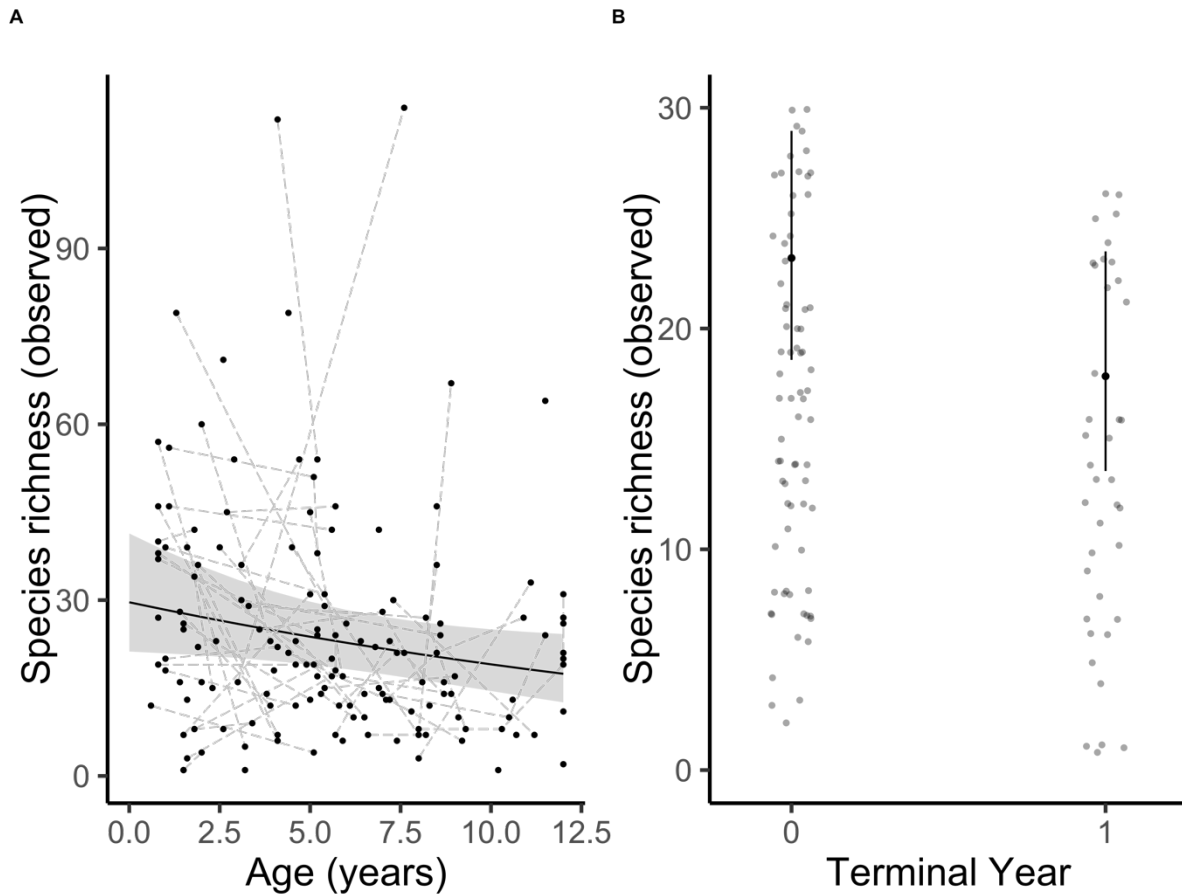 A
Species richness (observed)
90
60
30
0
0.0 2.5 5.0 7.5 10.0 12.5
Age (years)
B
Species richness (observed)
30
20
10
0
0 1
Terminal Year